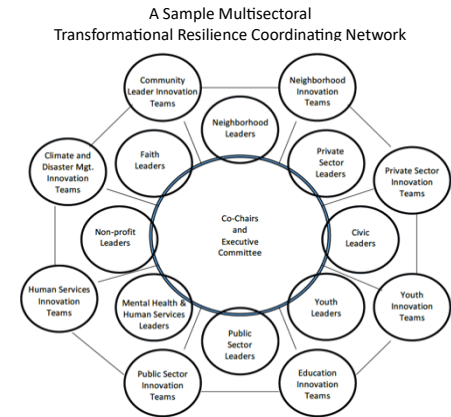 A Sample Multisectoral
Transformational Resilience Coordinating Network
Community
Leader Innovation
Teams
Neighborhood
Innovation
Teams
Neighborhood
Leaders
Faith
Leaders
Private
Sector
Leaders
Climate and
Disaster Mgt.
Innovation
Teams
Private Sector
Innovation
Teams
Co-Chairs
and
Executive
Committee
Non-profit
Leaders
Civic
Leaders
Human Services
Innovation
Teams
Mental Health &
Human Services
Leaders
Youth
Leaders
Youth
Innovation
Teams
Public
Sector
Leaders
Public Sector
Innovation
Teams
Education
Innovation
Teams